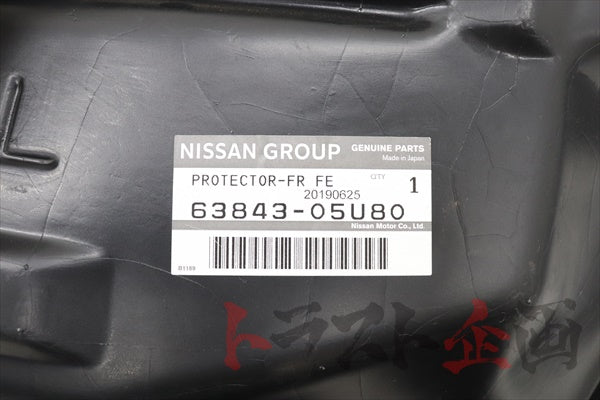 L
NISSAN GROUP GENUINE PARTS
Made in Japan
PROTECTOR-FR FE QTY 1
20190625
63843-05U80
Nissan Motor Co., Ltd.
B1189
トラスト企画